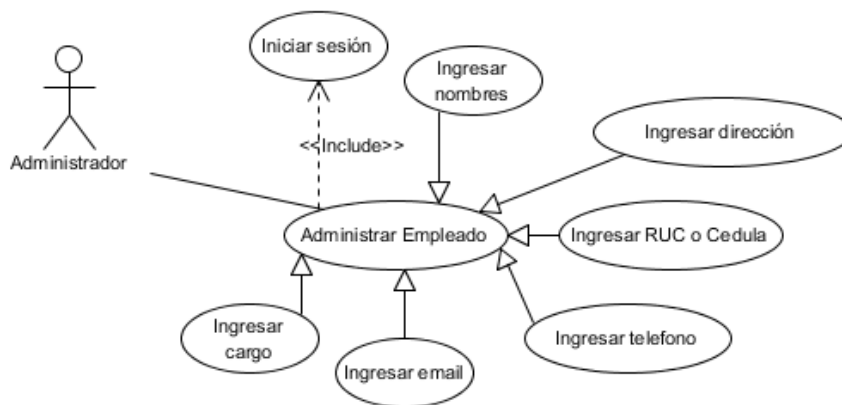 Iniciar sesión
Ingresar
nombres
Ingresar dirección
<<Include>>
Administrador
Administrar Empleado
Ingresar RUC o Cedula
Ingresar
cargo
Ingresar email
Ingresar telefono